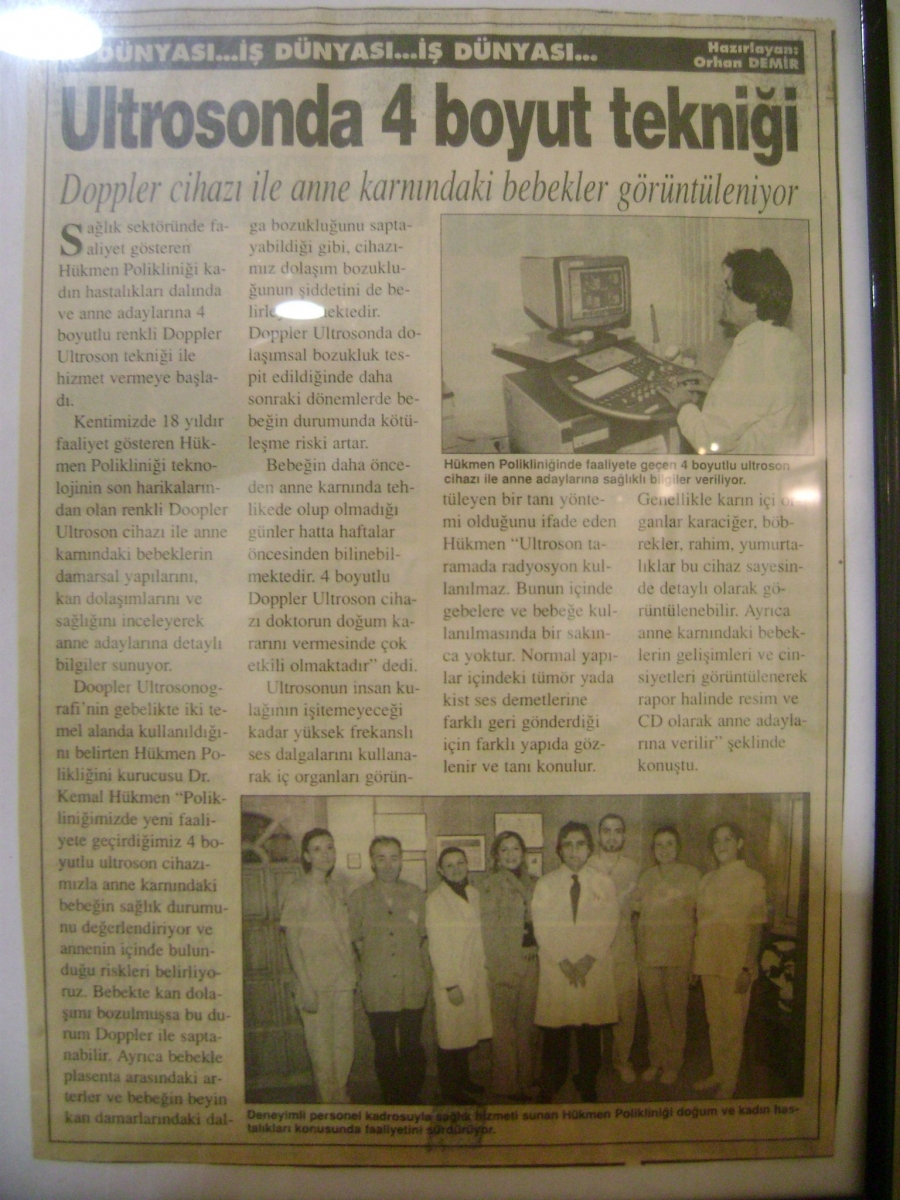 DÜNYASI...İŞ DÜNYASI...İŞ DÜNYASI...
Hazırlayan:
Orhan DEMİR
Ultrosonda 4 boyut tekniği
Doppler cihazı ile anne karnındaki bebekler görüntüleniyor
Sağlık sektöründe fa-
aliyet gösteren
Hükmen Polikliniği ka-
dın hastalıkları dalında
ve anne adaylarına 4
boyutlu renkli Doppler
Ultroson tekniği ile
hizmet vermeye başla-
dı.
Kentimizde 18 yıldır
faaliyet gösteren Hük-
men Polikliniği tekno-
lojinin son harikaların-
dan olan renkli Doopler
Ultroson cihazı ile anne
karnındaki bebeklerin
damarsal yapılarını,
kan dolaşımlarını ve
sağlığını inceleyerek
anne adaylarına detaylı
bilgiler sunuyor.
Doopler Ultrosonog-
rafi'nin gebelikte iki te-
mel alanda kullanıldığı-
nı belirten Hükmen Po-
likliğini kurucusu Dr.
Kemal Hükmen “Polik-
liniğimizde yeni faali-
yete geçirdiğimiz 4 bo-
yutlu ultroson cihazı-
mızla anne karnındaki
bebeğin sağlık durumu-
nu değerlendiriyor ve
annenin içinde bulun-
duğu riskleri belirliyo-
ruz. Bebekte kan dola-
şımı bozulmuşsa bu du-
rum Doppler ile sapta-
nabilir. Ayrıca bebekle
plasenta arasındaki ar-
terler ve bebeğin beyin
kan damarlarındaki dal-
ga bozukluğunu sapta-
yabildiği gibi, cihazı-
mız dolaşım bozuklu-
ğunun şiddetini de be-
Doppler Ultrosonda do-
laşımsal bozukluk tes-
pit edildiğinde daha
sonraki dönemlerde be-
beğin durumunda kötü-
leşme riski artar.
Bebeğin daha önce-
den anne karnında teh-
likede olup olmadığı
günler hatta haftalar
öncesinden bilinebil-
mektedir. 4 boyutlu
Doppler Ultroson ciha-
zı doktorun doğum ka-
rarını vermesinde çok
etkili olmaktadır” dedi.
Ultrosonun insan ku-
lağının işitemeyeceği
kadar yüksek frekanslı
ses dalgalarını kullana-
rak iç organları görün-
Hükmen Polikliniğinde faaliyete geçen 4 boyutlu ultroson
cihazı ile anne adaylarına sağlıklı bilgiler veriliyor.
tüleyen bir tanı yönte-
mi olduğunu ifade eden
Hükmen “Ultroson ta-
ramada radyosyon kul-
lanılmaz. Bunun içinde
gebelere ve bebeğe kul-
lanılmasında bir sakın-
ca yoktur. Normal yapı-
lar içindeki tümör yada
kist ses demetlerine
farklı geri gönderdiği
için farklı yapıda göz-
lenir ve tanı konulur.
Genellikle karın içi or-
ganlar karaciğer, böb-
rekler, rahim, yumurta-
lıklar bu cihaz sayesin-
de detaylı olarak gö-
rüntülenebilir. Ayrıca
anne karnındaki bebek-
lerin gelişimleri ve cin-
siyetleri görüntülenerek
rapor halinde resim ve
CD olarak anne adayla-
rına verilir” şeklinde
konuştu.
Deneyimli personel kadrosuyla sağlık hizmeti sunan Hükmen Polikliniği doğum ve kadın has-
talıkları konusunda faaliyetini sürdürüyor.